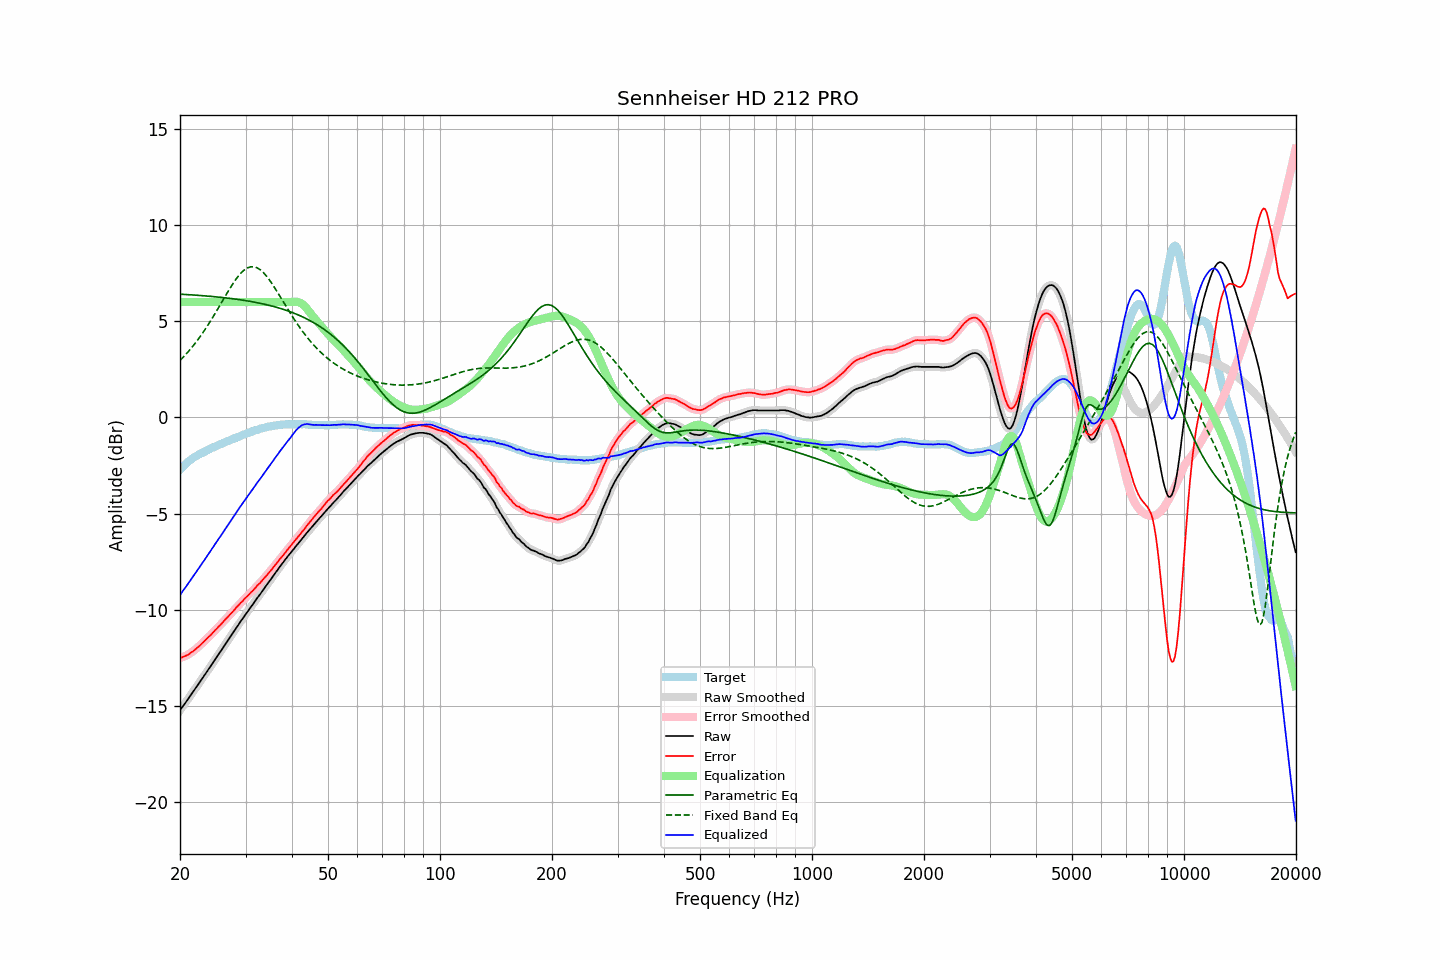 Sennheiser HD 212 PRO
Amplitude (dBr)
15
10
5
0
−5
−10
−15
−20
20
50
100
200
500
1000
2000
5000
10000
20000
Frequency (Hz)
Target
Raw Smoothed
Error Smoothed
Raw
Error
Equalization
Parametric Eq
Fixed Band Eq
Equalized